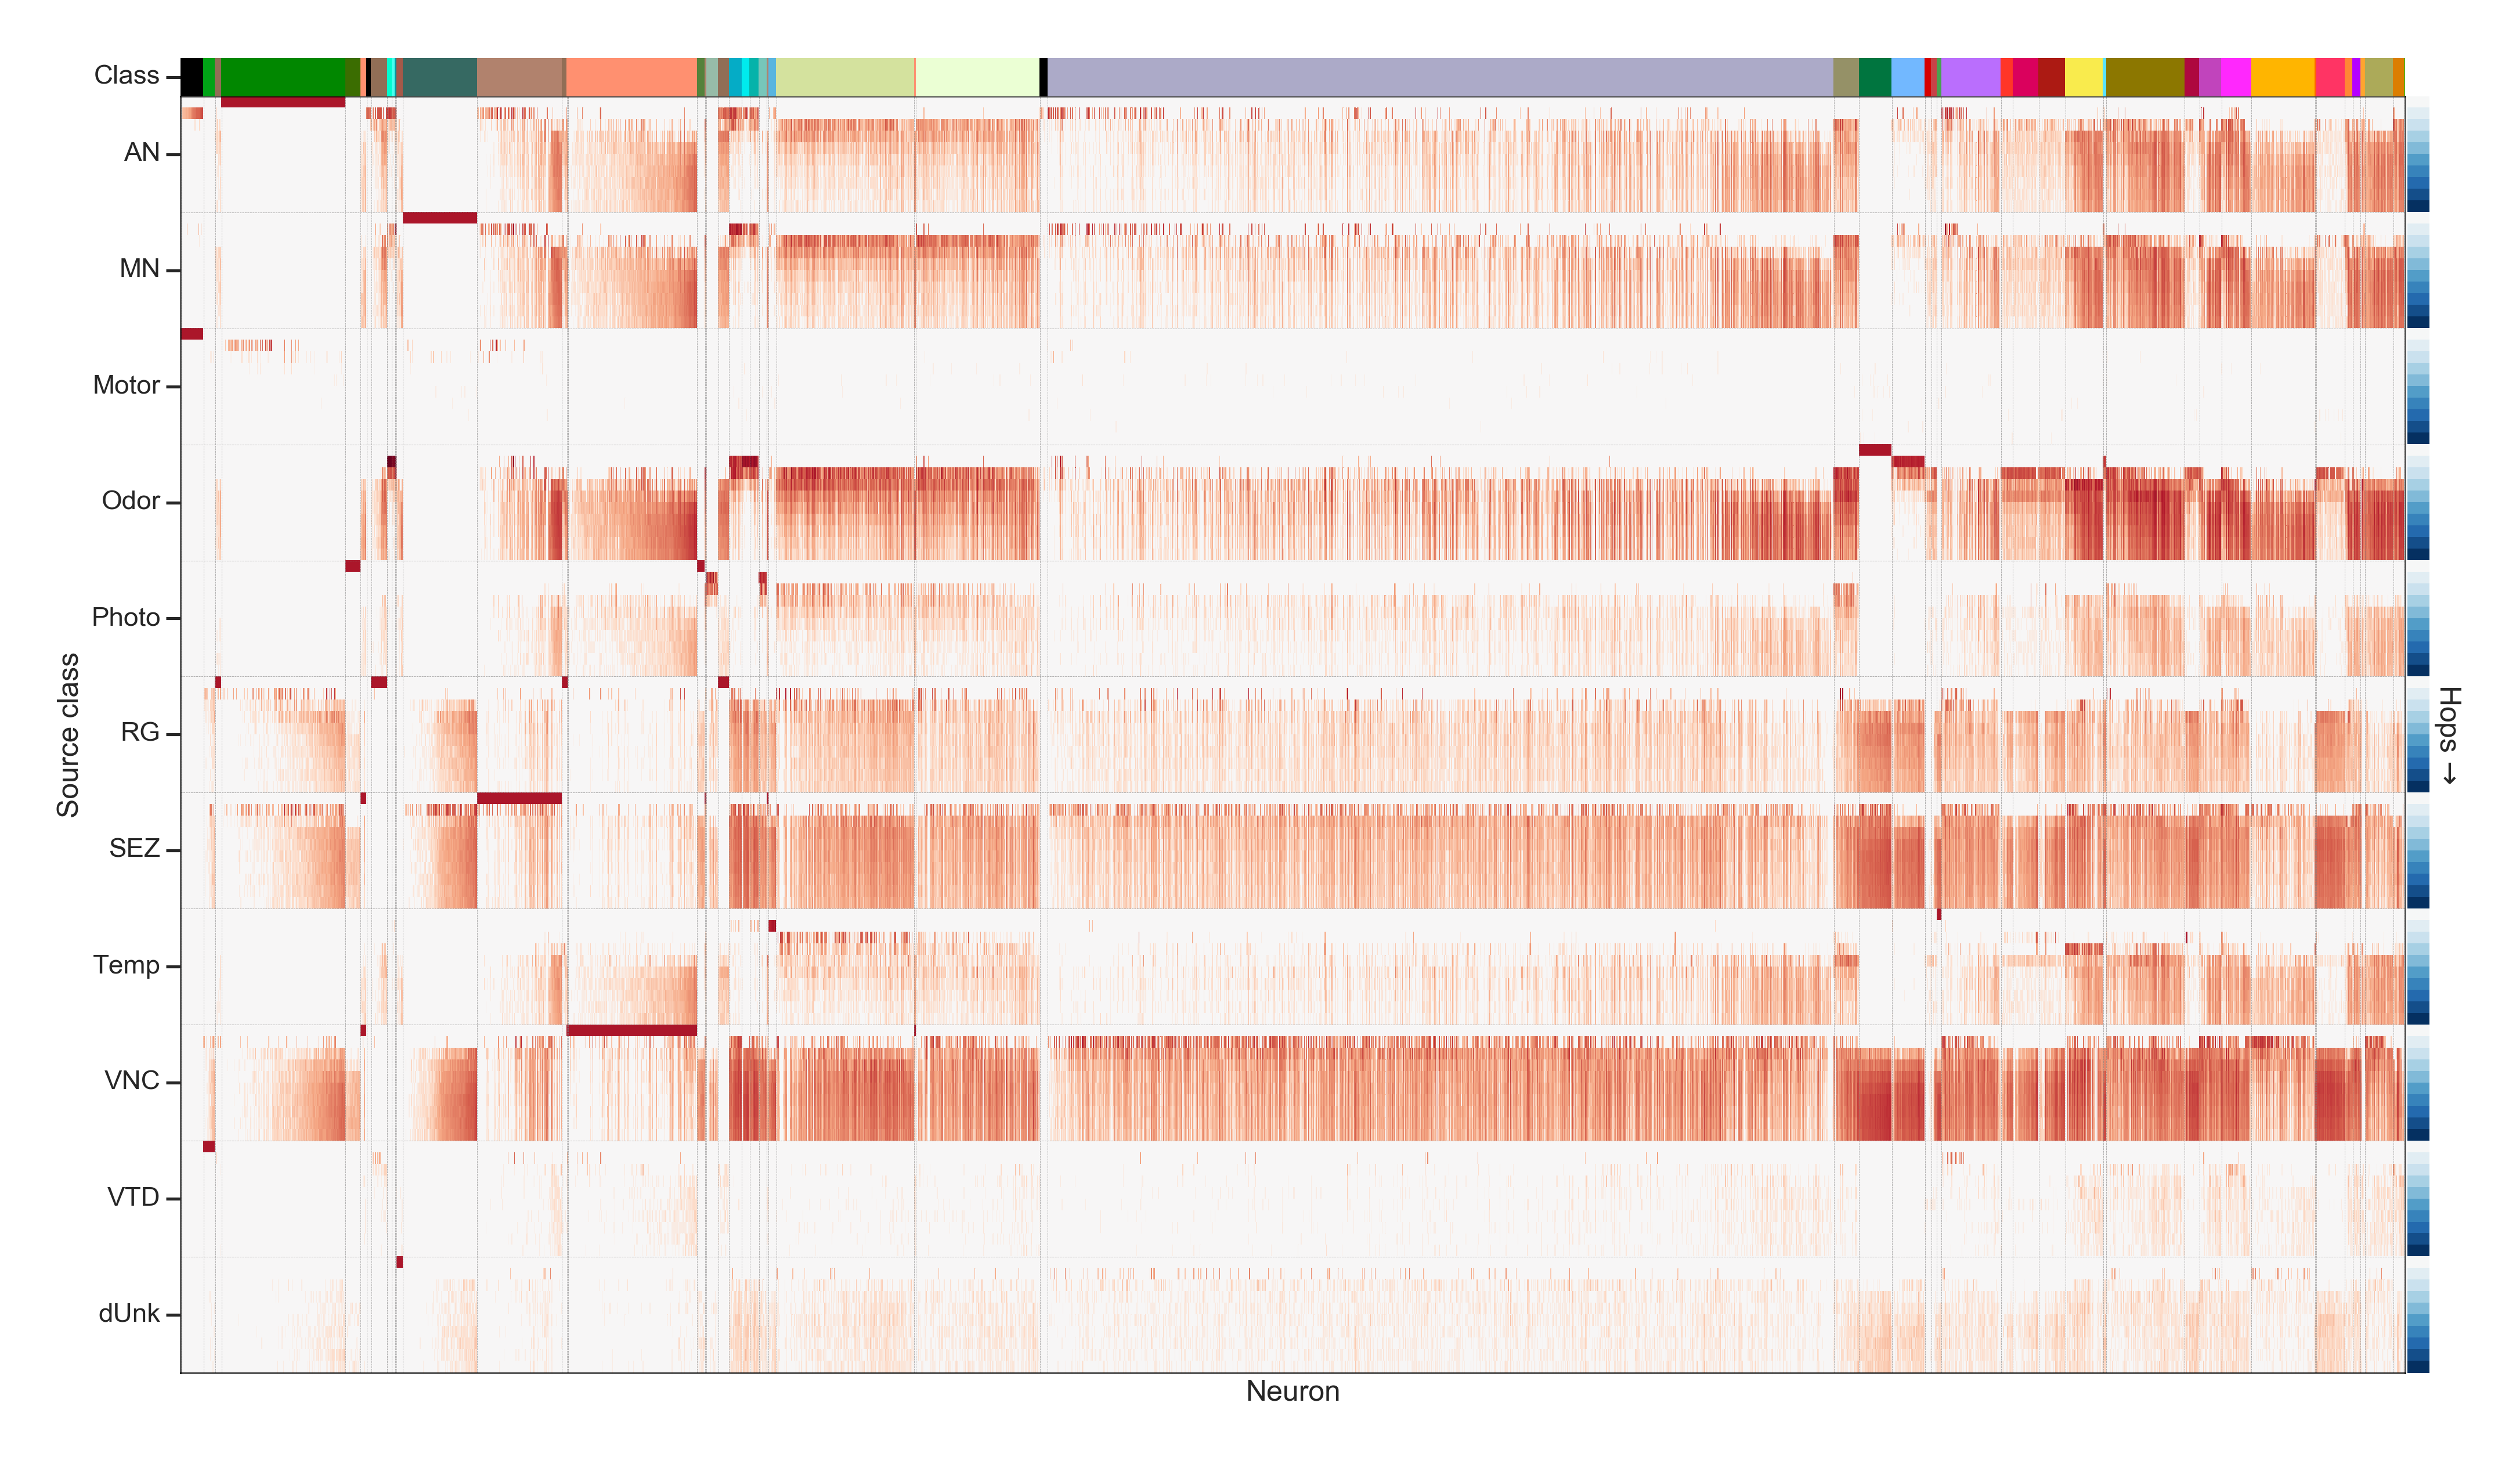 Class
AN
MN
Motor
Odor
Photo
RG
SEZ
Temp
VNC
VTD
dUnk
Source class
Neuron
Hops →